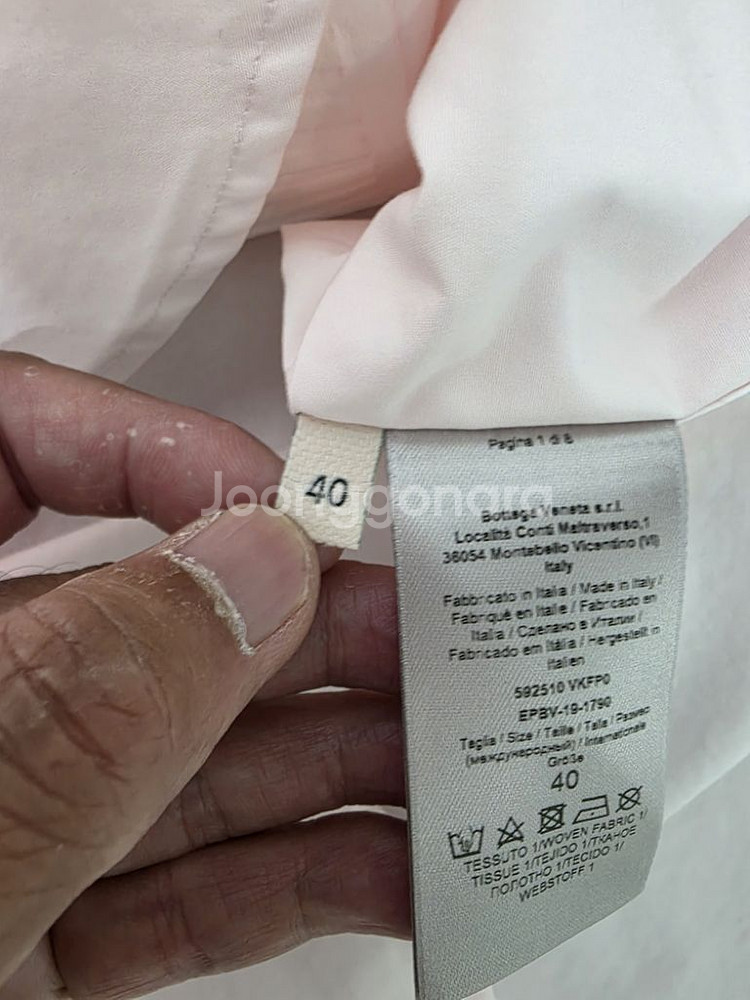 40
Joonggonara
Pagina 1 di 8
Bottega Veneta s.r.l.
Località Conti Maltraverso,1
36054 Montebello Vicentino (VI)
Italy
Fabbricato in Italia / Made in Italy /
Fabriqué en Italie / Fabricado en
Italia / Сделано в Италии /
Fabricado em Itália / Hergestellt in
Italien
592510 VKFP0
EPBV-19-1790
Taglia / Size / Taille / Talla / Размер
(международный) / Internationale
Größe
40
TESSUTO 1/WOVEN FABRIC 1/
TISSUE 1/TEJIDO 1/ТКАНОЕ
ПОЛОТНО 1/TECIDO 1/
WEBSTOFF 1